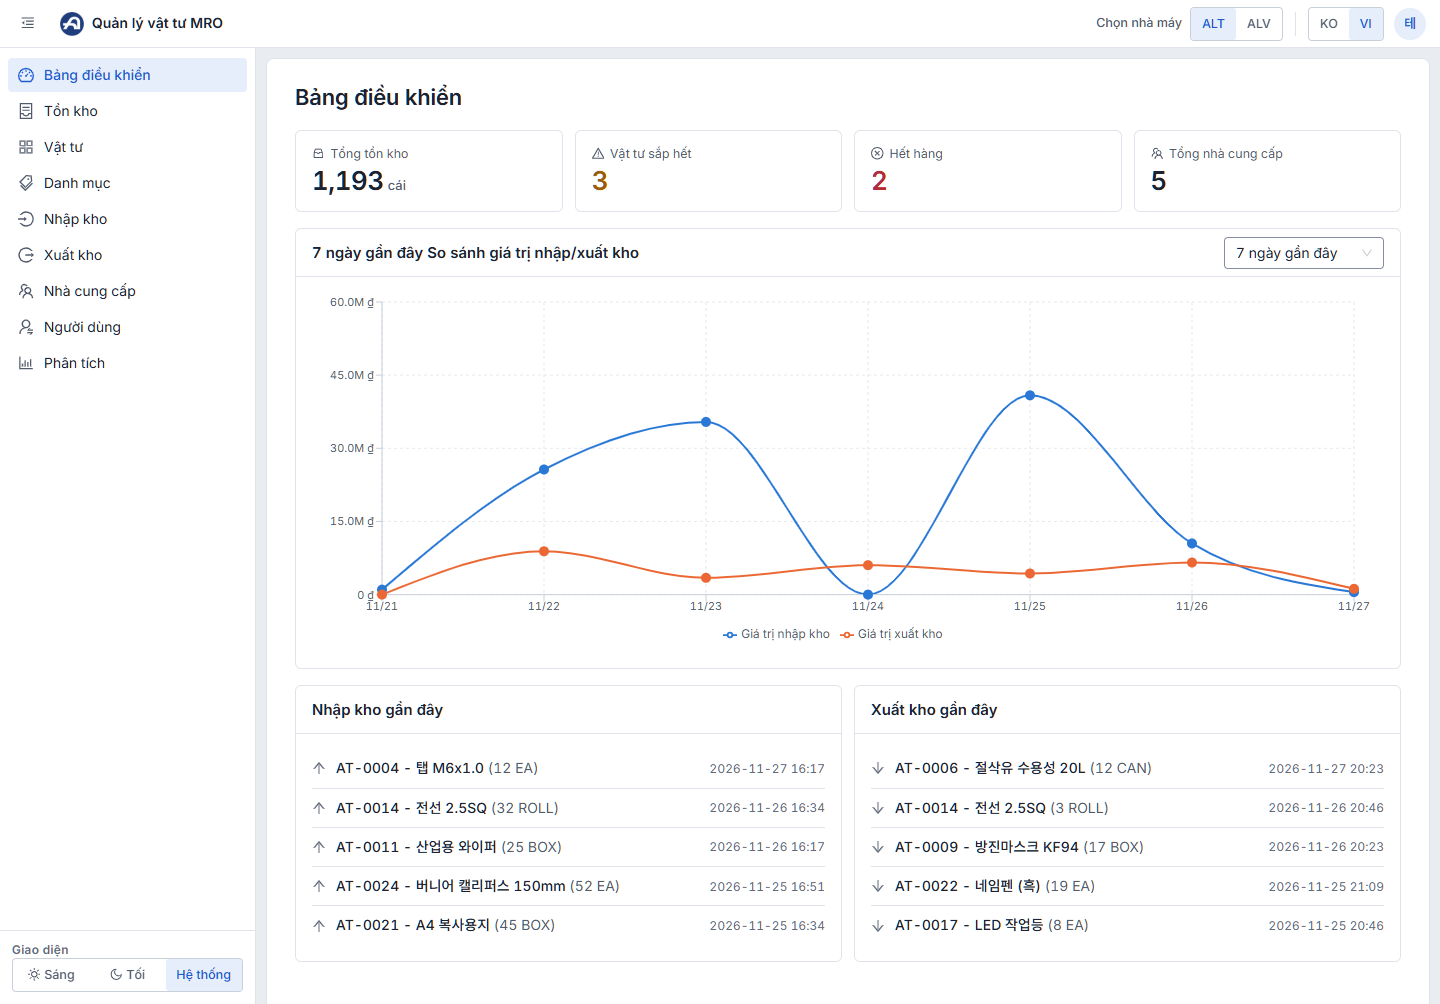 Quản lý vật tư MRO
Chọn nhà máy ALT ALV KO VI 테
Bảng điều khiển
Tồn kho
Vật tư
Danh mục
Nhập kho
Xuất kho
Nhà cung cấp
Người dùng
Phân tích
Giao diện
Sáng Tối Hệ thống
Bảng điều khiển
Tổng tồn kho
1,193 cái
Vật tư sắp hết
3
Hết hàng
2
Tổng nhà cung cấp
5
7 ngày gần đây So sánh giá trị nhập/xuất kho
7 ngày gần đây
60.0M ₫
45.0M ₫
30.0M ₫
15.0M ₫
0 ₫
11/21 11/22 11/23 11/24 11/25 11/26 11/27
Giá trị nhập kho Giá trị xuất kho
Nhập kho gần đây
AT-0004 - 탭 M6x1.0 (12 EA) 2026-11-27 16:17
AT-0014 - 전선 2.5SQ (32 ROLL) 2026-11-26 16:34
AT-0011 - 산업용 와이퍼 (25 BOX) 2026-11-26 16:17
AT-0024 - 버니어 캘리퍼스 150mm (52 EA) 2026-11-25 16:51
AT-0021 - A4 복사용지 (45 BOX) 2026-11-25 16:34
Xuất kho gần đây
AT-0006 - 절삭유 수용성 20L (12 CAN) 2026-11-27 20:23
AT-0014 - 전선 2.5SQ (3 ROLL) 2026-11-26 20:46
AT-0009 - 방진마스크 KF94 (17 BOX) 2026-11-26 20:23
AT-0022 - 네임펜 (흑) (19 EA) 2026-11-25 21:09
AT-0017 - LED 작업등 (8 EA) 2026-11-25 20:46